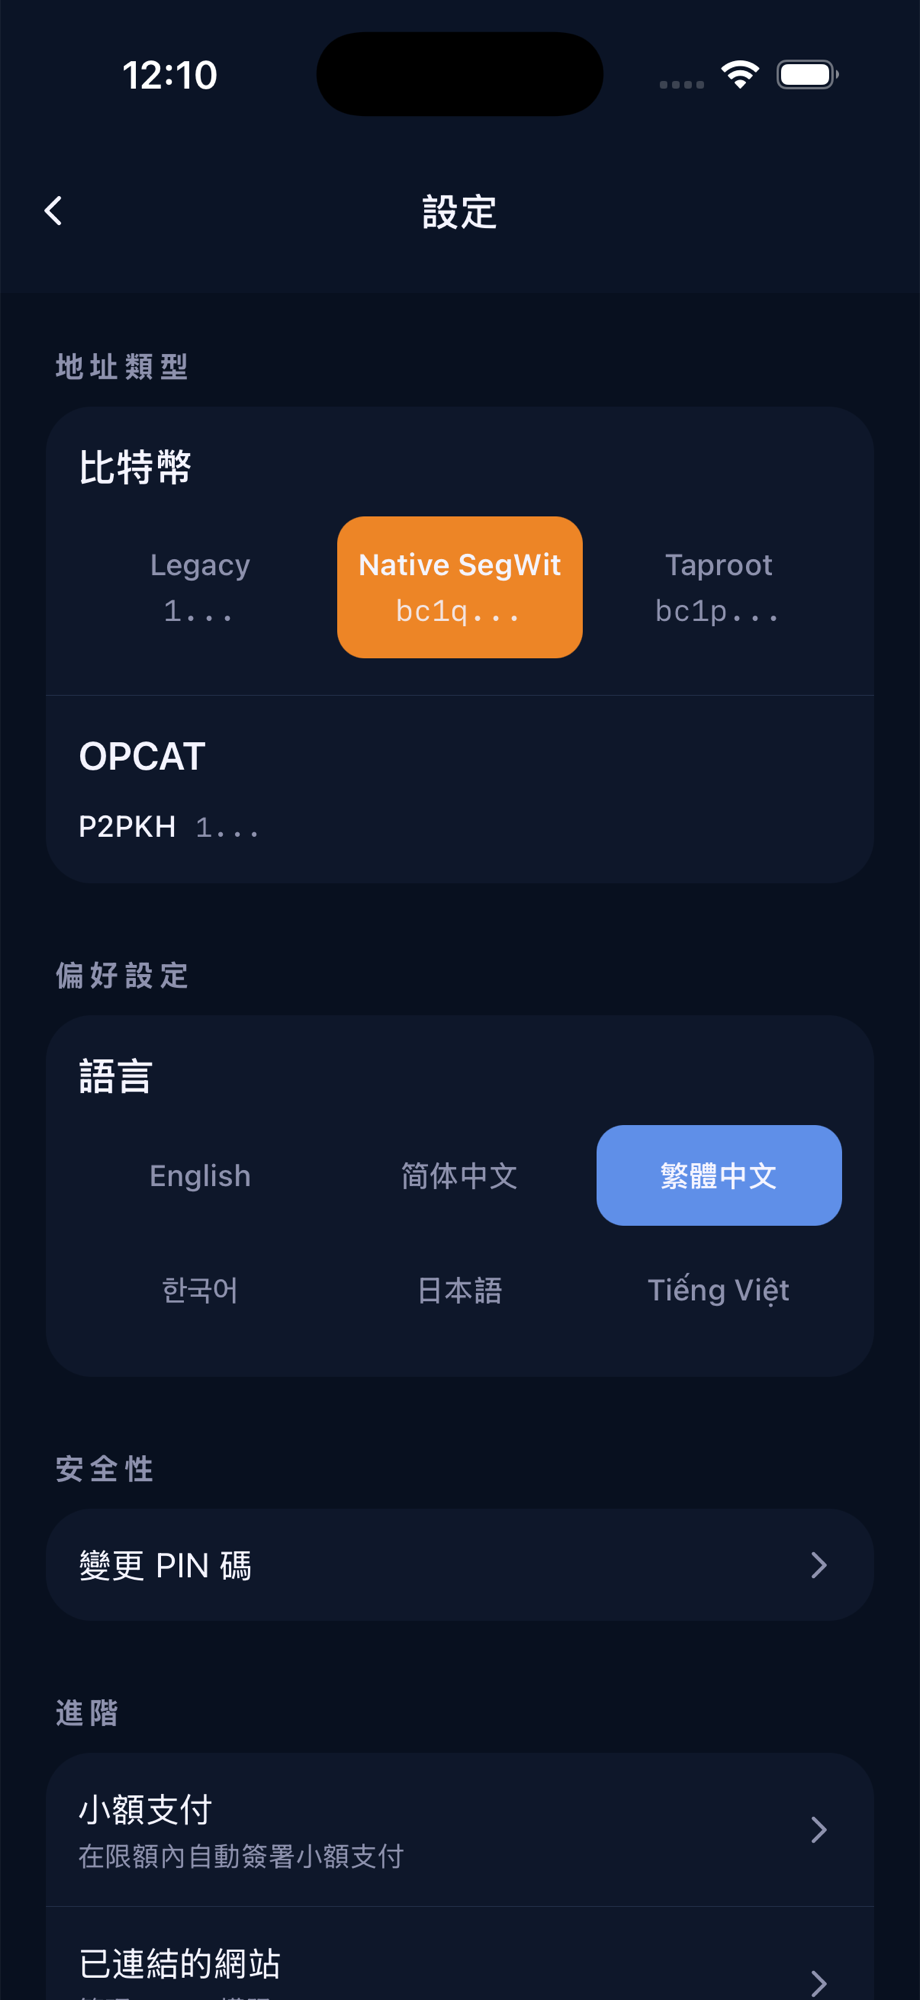 12:10
設定
地址類型
比特幣
Legacy
1...
Native SegWit
bc1q...
Taproot
bc1p...
OPCAT
P2PKH 1...
偏好設定
語言
English
简体中文
繁體中文
한국어
日本語
Tiếng Việt
安全性
變更 PIN 碼
進階
小額支付
在限額內自動簽署小額支付
已連結的網站